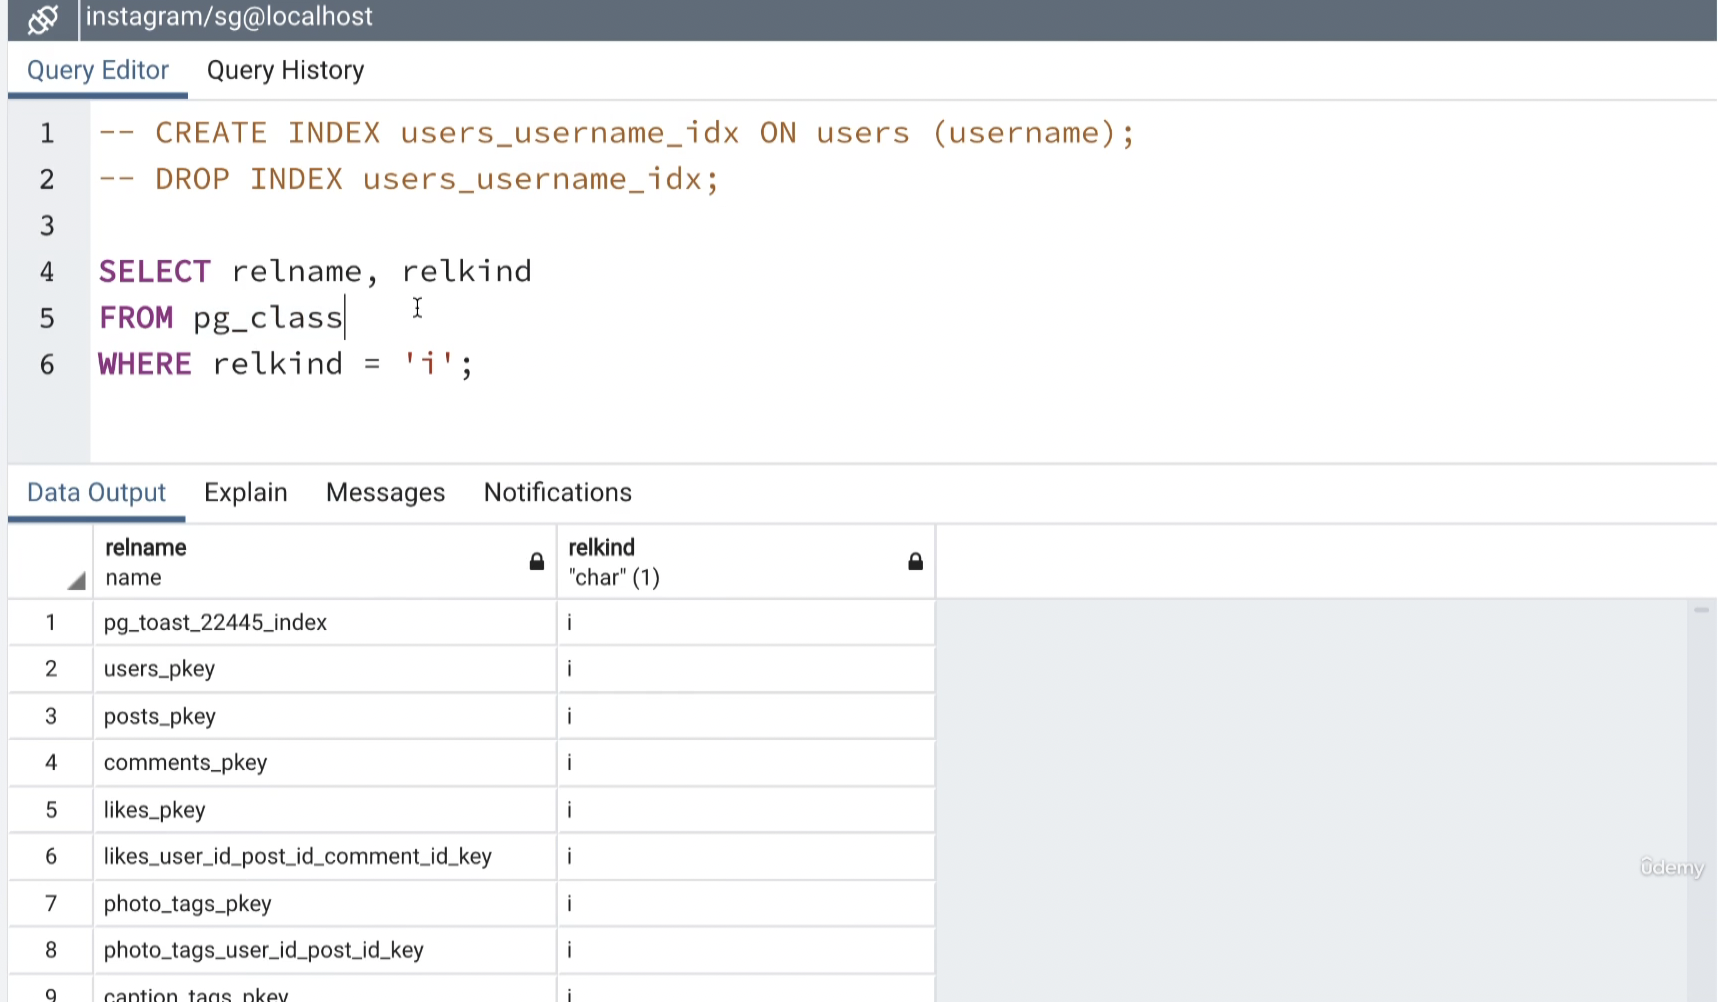 instagram/sg@localhost
Query Editor Query History
1 -- CREATE INDEX users_username_idx ON users (username);
2 -- DROP INDEX users_username_idx;
3
4 SELECT relname, relkind
5 FROM pg_class
6 WHERE relkind = 'i';
Data Output Explain Messages Notifications
relname relkind
name "char" (1)
1 pg_toast_22445_index i
2 users_pkey i
3 posts_pkey i
4 comments_pkey i
5 likes_pkey i
6 likes_user_id_post_id_comment_id_key i
7 photo_tags_pkey i
8 photo_tags_user_id_post_id_key i
9 caption_tags_pkey i
ûdemy